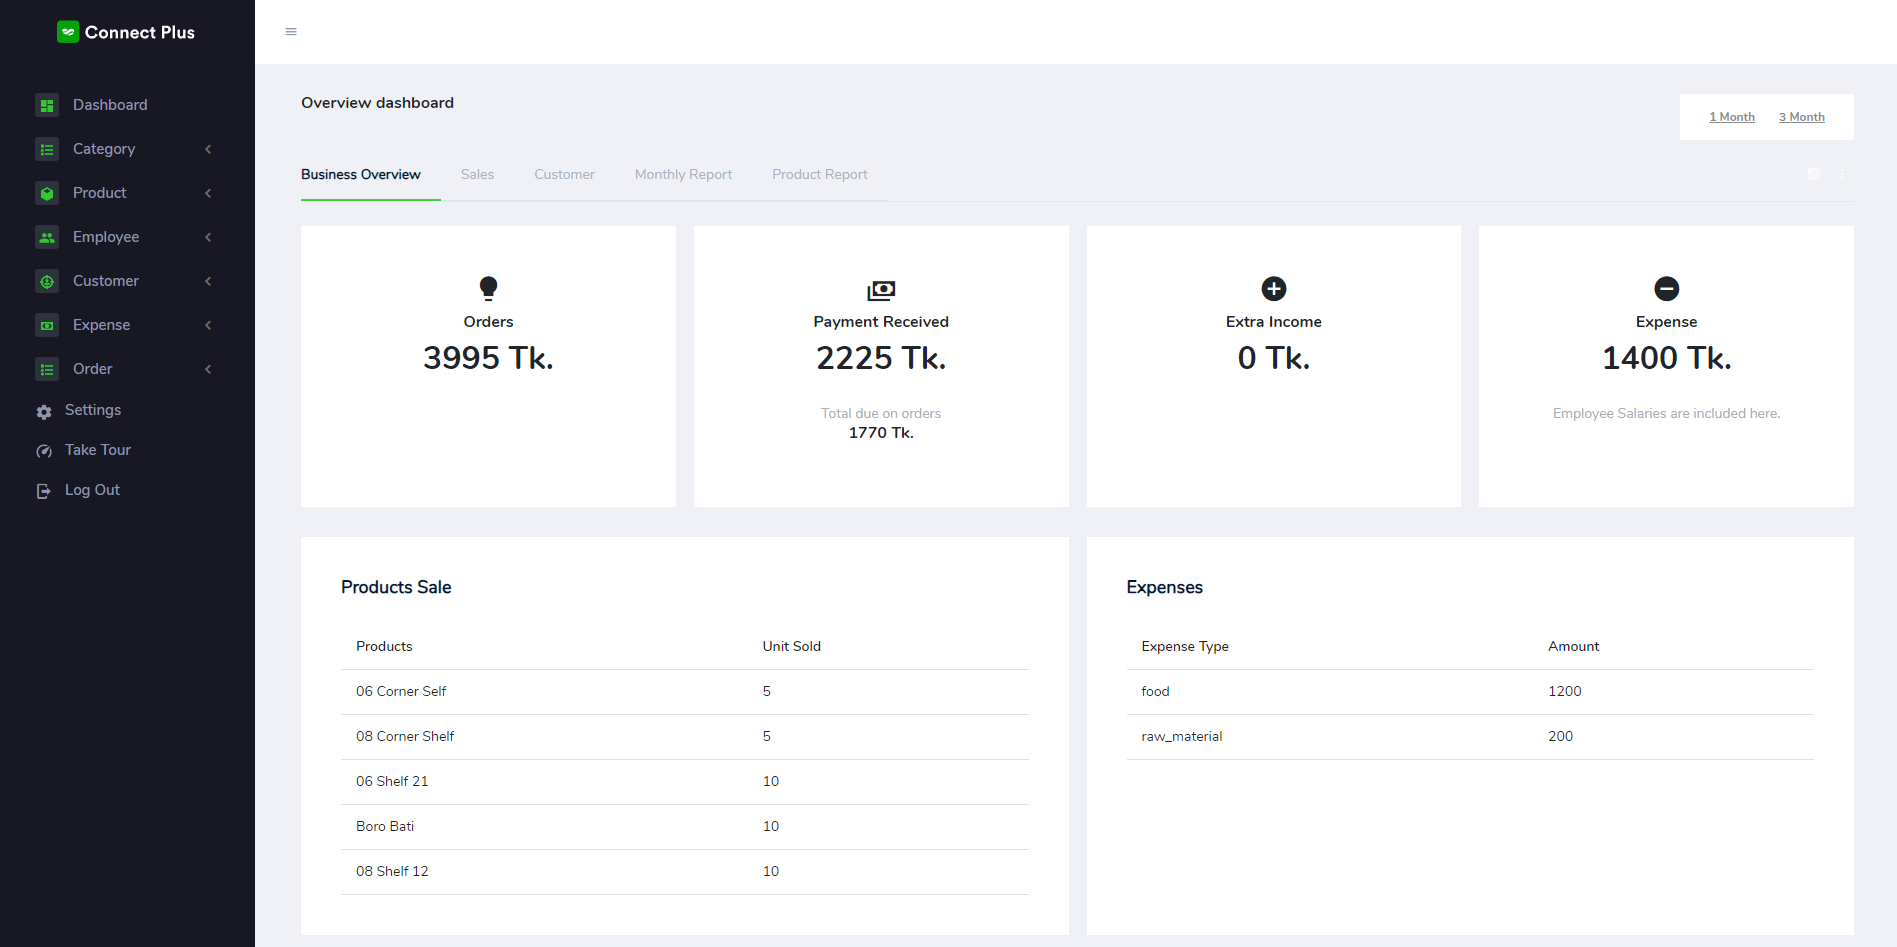 Connect Plus
Dashboard
Category
Product
Employee
Customer
Expense
Order
Settings
Take Tour
Log Out
Overview dashboard
1 Month 3 Month
Business Overview Sales Customer Monthly Report Product Report
Orders
3995 Tk.
Payment Received
2225 Tk.
Total due on orders
1770 Tk.
Extra Income
0 Tk.
Expense
1400 Tk.
Employee Salaries are included here.
Products Sale
Products Unit Sold
06 Corner Self 5
08 Corner Shelf 5
06 Shelf 21 10
Boro Bati 10
08 Shelf 12 10
Expenses
Expense Type Amount
food 1200
raw_material 200